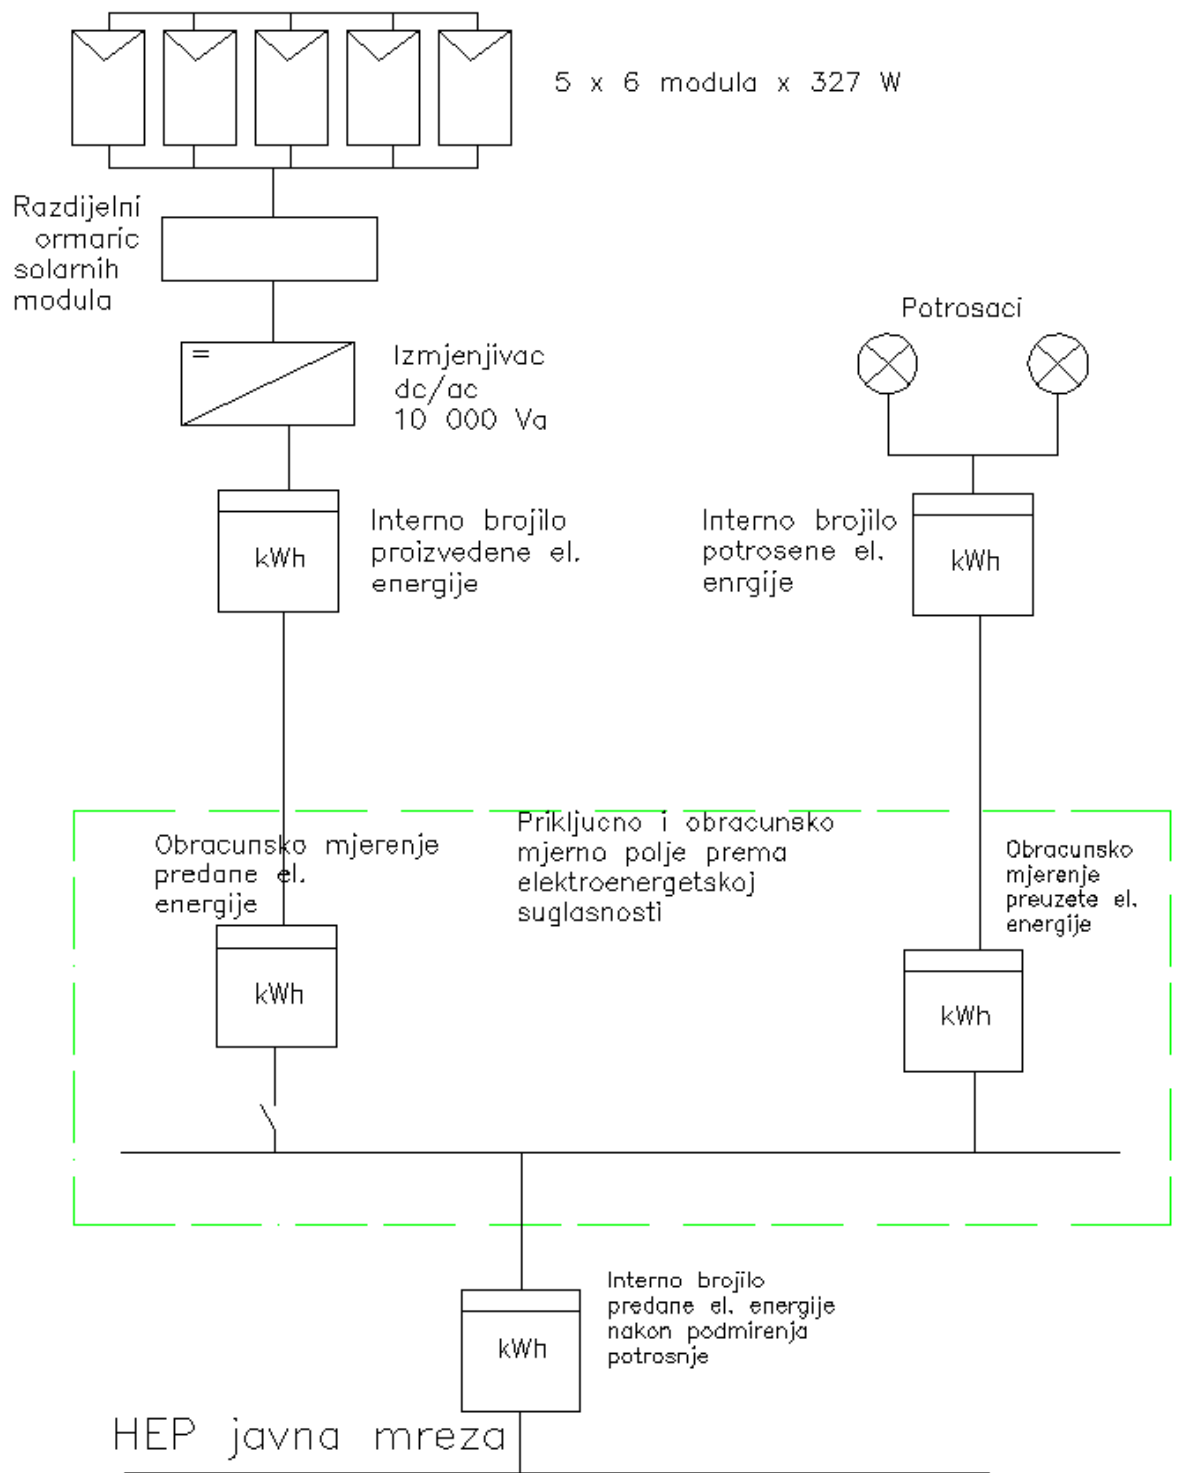 5 x 6 modula x 327 W
Razdijelni
ormaric
solarnih
modula
Potrosaci
=
Izmjenjivac
dc/ac
10 000 Va
kWh
Interno brojilo
proizvedene el.
energije
Interno brojilo
potrosene el.
enrgije
kWh
Obracunsko mjerenje
predane el.
energije
Prikljucno i obracunsko
mjerno polje prema
elektroenergetskoj
suglasnosti
Obracunsko
mjerenje
preuzete el.
energije
kWh
kWh
Interno brojilo
predane el. energije
nakon podmirenja
potrosnje
kWh
HEP javna mreza